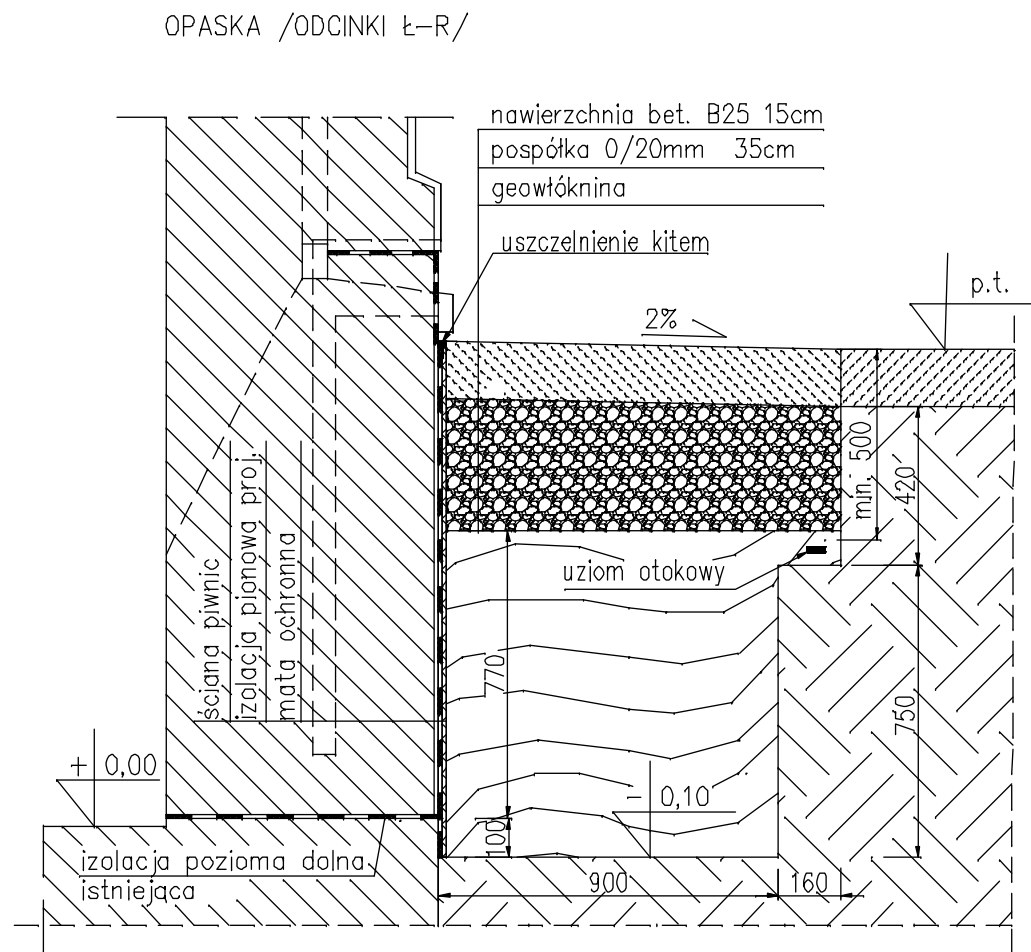 OPASKA /ODCINKI Ł-R/
nawierzchnia bet. B25 15cm
pospółka 0/20mm 35cm
geowłóknina
uszczelnienie kitem
p.t.
2%
min. 500
420
uziom otokowy
ściana piwnic
izolacja pionowa proj.
mata ochronna
770
750
+ 0,00
- 0,10
100
izolacja pozioma dolna
istniejąca
900
160